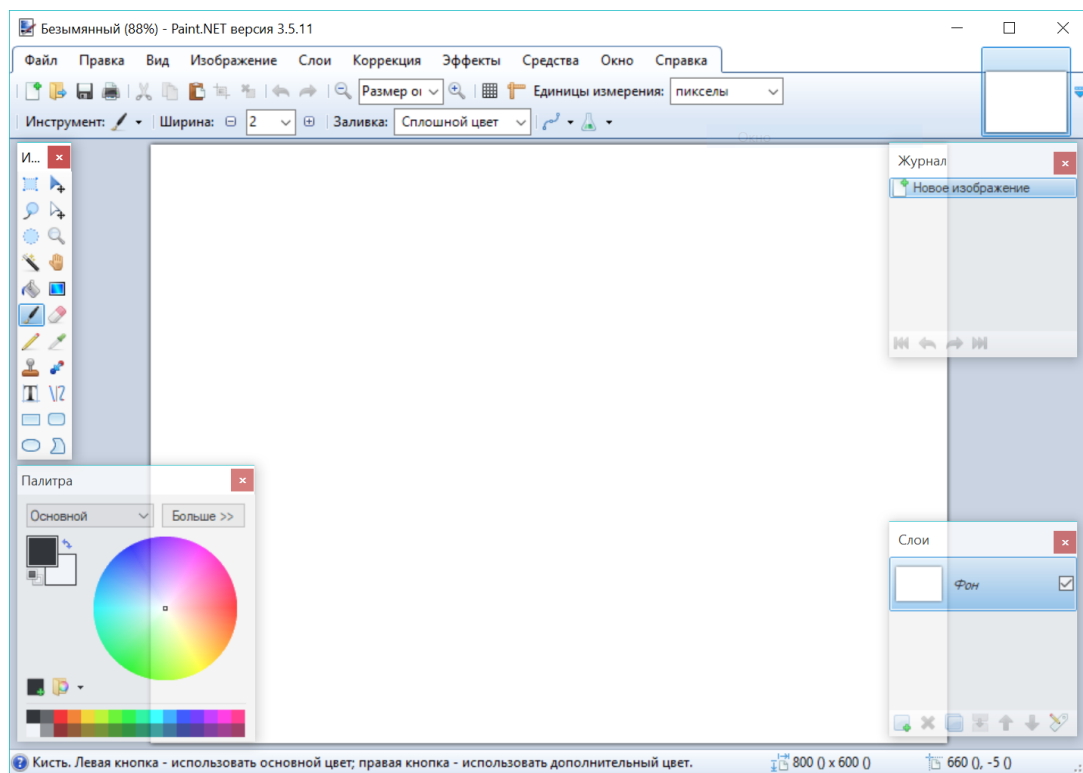 Безымянный (88%) - Paint.NET версия 3.5.11
Файл Правка Вид Изображение Слои Коррекция Эффекты Средства Окно Справка
Размер ог Единицы измерения: пикселы
Инструмент: Ширина: 2 Заливка: Сплошной цвет
Окно
И...
Журнал
Новое изображение
Палитра
Основной Больше >>
Слои
Фон
Кисть. Левая кнопка - использовать основной цвет; правая кнопка - использовать дополнительный цвет. 800 () x 600 () 660 (), -5 ()